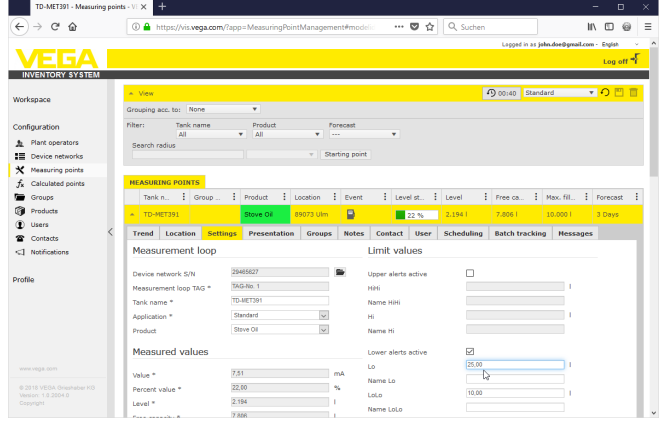 TD-MET391 - Measuring points - VI
https://vis.vega.com/?app=MeasuringPointManagement#mode
Suchen
Logged in as john.doe@gmail.com - English
Log off
VEGA
INVENTORY SYSTEM
Workspace
Configuration
Plant operators
Device networks
Measuring points
Calculated points
Groups
Products
Users
Contacts
Notifications
Profile
www.vega.com
Version: 1.9.2004.0
Copyright
View
00:40 Standard
Grouping acc. to: None
Filter: Tank name Product Forecast
All All ---
Search radius
Starting point
MEASURING POINTS
Tank n... Group ... Product Location Event Level st... Level Free ca... Max. fill... Forecast
TD-MET391 Stove Oil 89073 Ulm 22 % 2.194 l 7.806 l 10.000 l 3 Days
Trend Location Settings Presentation Groups Notes Contact User Scheduling Batch tracking Messages
Measurement loop
Device network S/N 29465627
Measurement loop TAG * TAG-No. 1
Tank name * TD-MET391
Application * Standard
Product Stove Oil
Measured values
Value * 7,51 mA
Percent value * 22,00 %
Level * 2.194 l
Free capacity * 7.806 l
Limit values
Upper alerts active
HiHi l
Name HiHi
Hi l
Name Hi
Lower alerts active
Lo 25,00 l
Name Lo
LoLo 10,00 l
Name LoLo